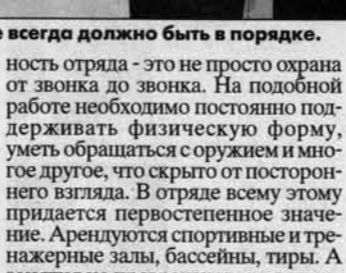 е всегда должно быть в порядке.
ность отряда - это не просто охрана
от звонка до звонка. На подобной
работе необходимо постоянно под-
держивать физическую форму,
уметь обращаться с оружием и мно-
гое другое, что скрыто от посторон-
него взгляда. В отряде всему этому
придается первостепенное значе-
ние. Арендуются спортивные и тре-
нажерные залы, бассейны, тиры. А